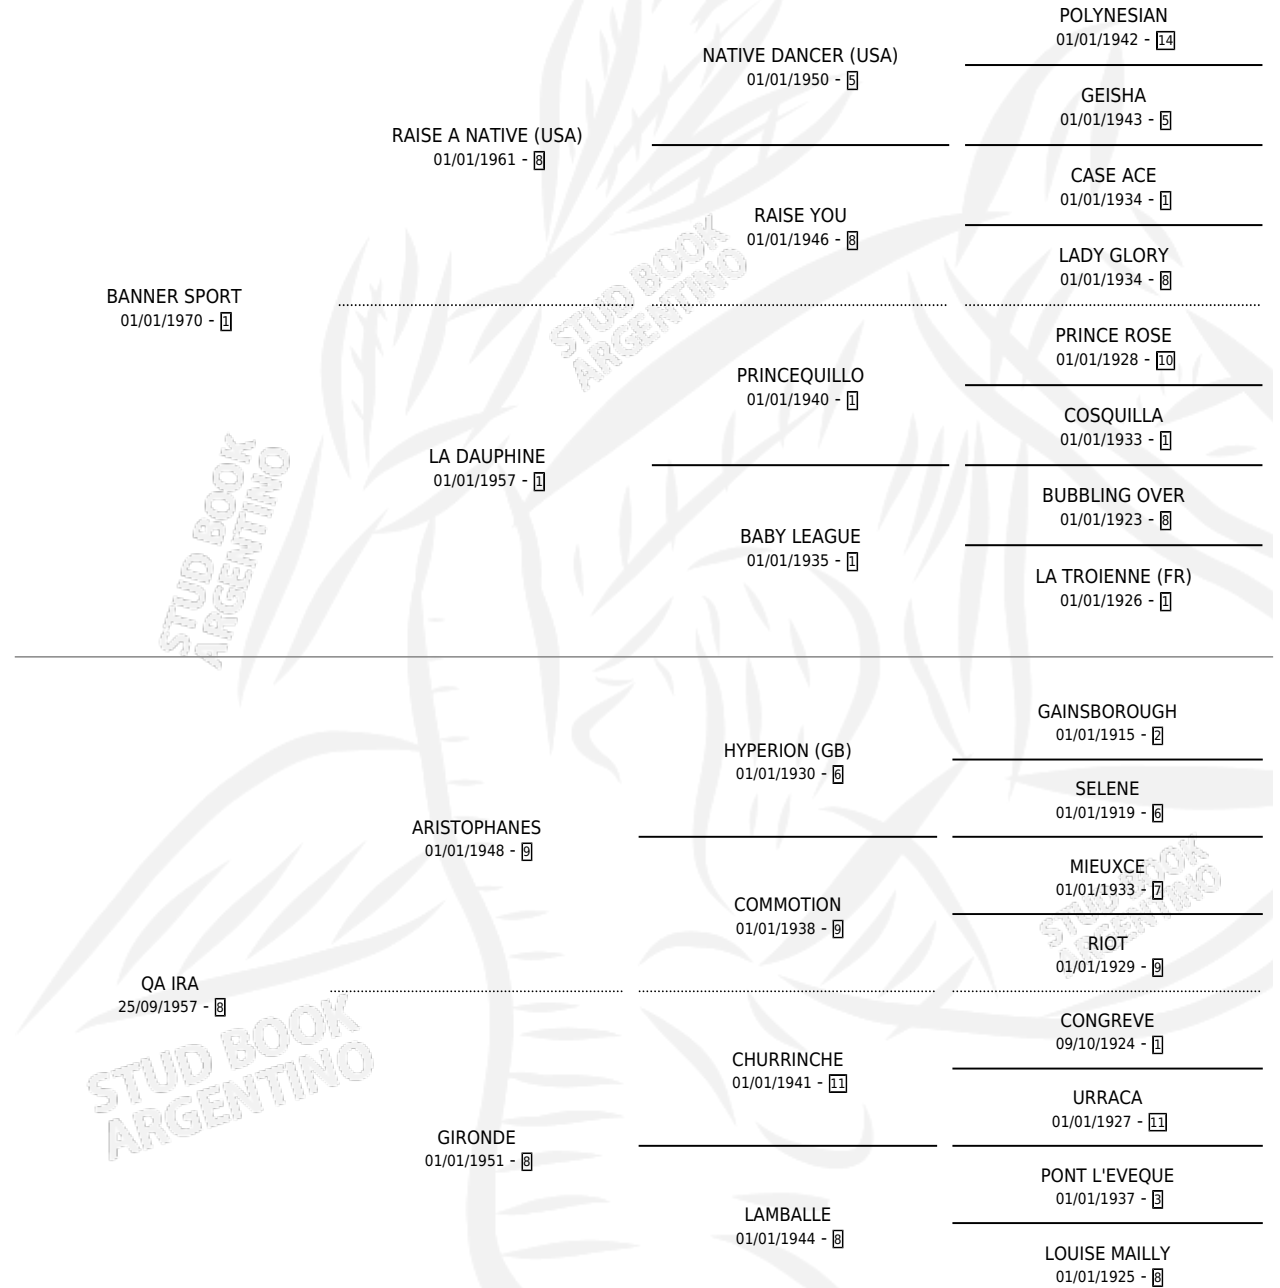 POLYNESIAN
01/01/1942 - 14
NATIVE DANCER (USA)
01/01/1950 - 5
GEISHA
01/01/1943 - 5
RAISE A NATIVE (USA)
01/01/1961 - 8
CASE ACE
01/01/1934 - 1
RAISE YOU
01/01/1946 - 8
LADY GLORY
01/01/1934 - 8
BANNER SPORT
01/01/1970 - 1
STUD BOOK
ARGENTINO
PRINCE ROSE
01/01/1928 - 10
PRINCEQUILLO
01/01/1940 - 1
COSQUILLA
01/01/1933 - 1
LA DAUPHINE
01/01/1957 - 1
BUBBLING OVER
01/01/1923 - 8
BABY LEAGUE
01/01/1935 - 1
LA TROIENNE (FR)
01/01/1926 - 1
STUD BOOK
ARGENTINO
GAINSBOROUGH
01/01/1915 - 2
HYPERION (GB)
01/01/1930 - 6
SELENE
01/01/1919 - 6
ARISTOPHANES
01/01/1948 - 9
MIEUXCE
01/01/1933 - 7
COMMOTION
01/01/1938 - 9
STUD BOOK
ARGENTINO
RIOT
01/01/1929 - 9
QA IRA
25/09/1957 - 8
STUD BOOK
ARGENTINO
CONGREVE
09/10/1924 - 1
CHURRINCHE
01/01/1941 - 11
URRACA
01/01/1927 - 11
GIRONDE
01/01/1951 - 8
PONT L'EVEQUE
01/01/1937 - 3
LAMBALLE
01/01/1944 - 8
LOUISE MAILLY
01/01/1925 - 8